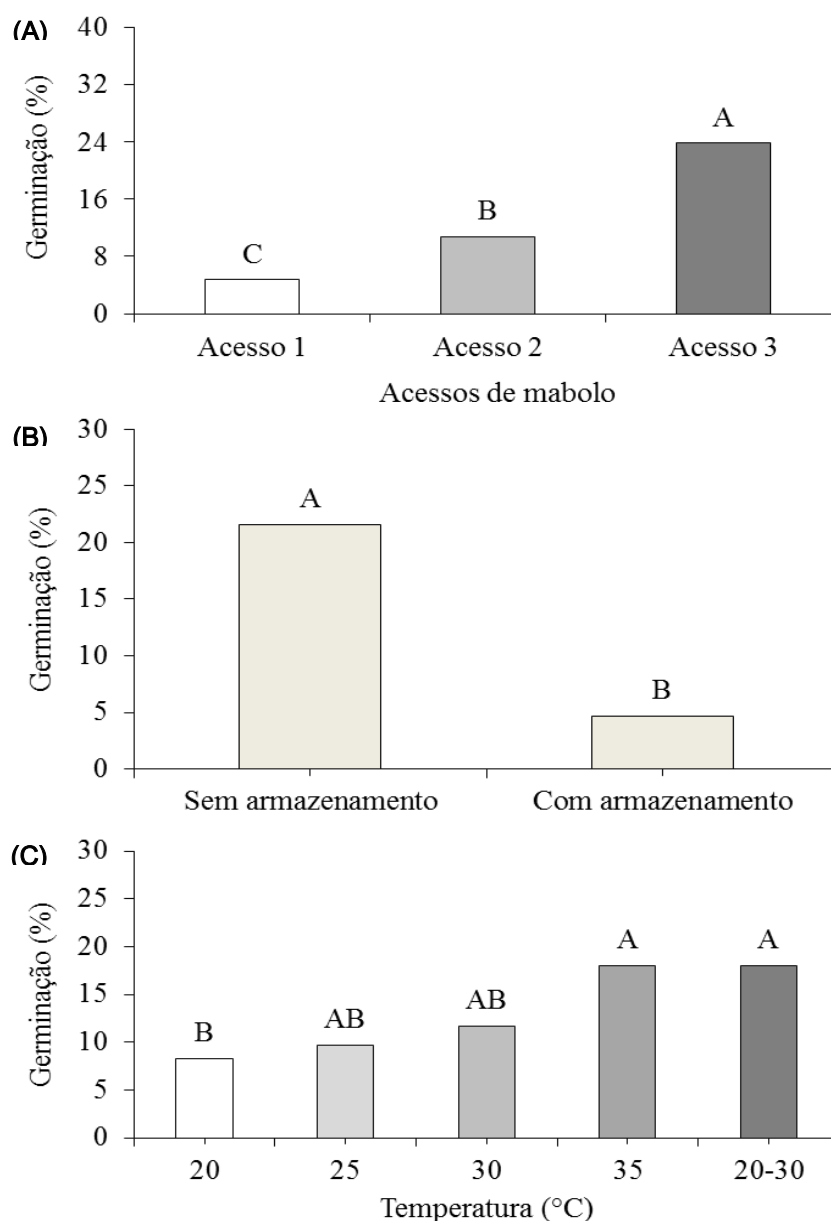 (A)
Germinação (%)
40
32
24
16
8
0
C
B
A
Acesso 1 Acesso 2 Acesso 3
Acessos de mabolo
(B)
Germinação (%)
30
25
20
15
10
5
0
A
B
Sem armazenamento Com armazenamento
(C)
Germinação (%)
30
25
20
15
10
5
0
B
AB
AB
A
A
20 25 30 35 20-30
Temperatura (°C)